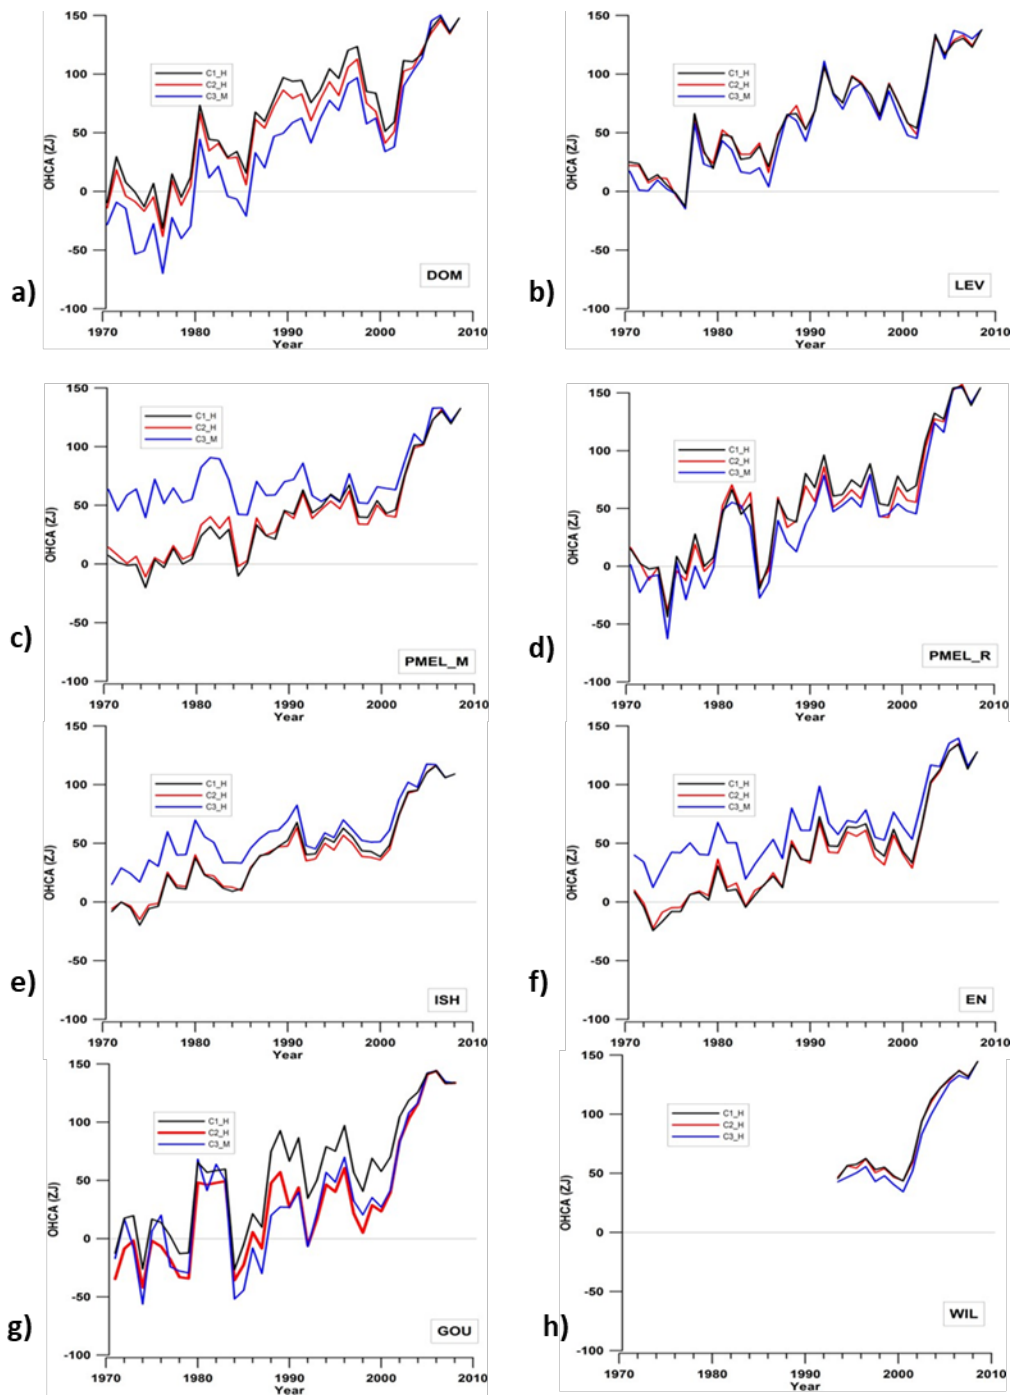 150
100
50
0
-50
-100
OHCA (ZJ)
C1_H
C2_H
C3_M
DOM
a)
1970 1980 1990 2000 2010
Year
150
100
50
0
-50
-100
OHCA (ZJ)
C1_H
C2_H
C3_M
LEV
b)
1970 1980 1990 2000 2010
Year
150
100
50
0
-50
-100
OHCA (ZJ)
C1_H
C2_H
C3_M
PMEL_M
c)
1970 1980 1990 2000 2010
Year
150
100
50
0
-50
-100
OHCA (ZJ)
C1_H
C2_H
C3_M
PMEL_R
d)
1970 1980 1990 2000 2010
Year
150
100
50
0
-50
-100
OHCA (ZJ)
C1_H
C2_H
C3_H
ISH
e)
1970 1980 1990 2000 2010
Year
150
100
50
0
-50
-100
OHCA (ZJ)
C1_H
C2_H
C3_M
EN
f)
1970 1980 1990 2000 2010
Year
150
100
50
0
-50
-100
OHCA (ZJ)
C1_H
C2_H
C3_M
GOU
g)
1970 1980 1990 2000 2010
Year
150
100
50
0
-50
-100
OHCA (ZJ)
C1_H
C2_H
C3_H
WIL
h)
1970 1980 1990 2000 2010
Year